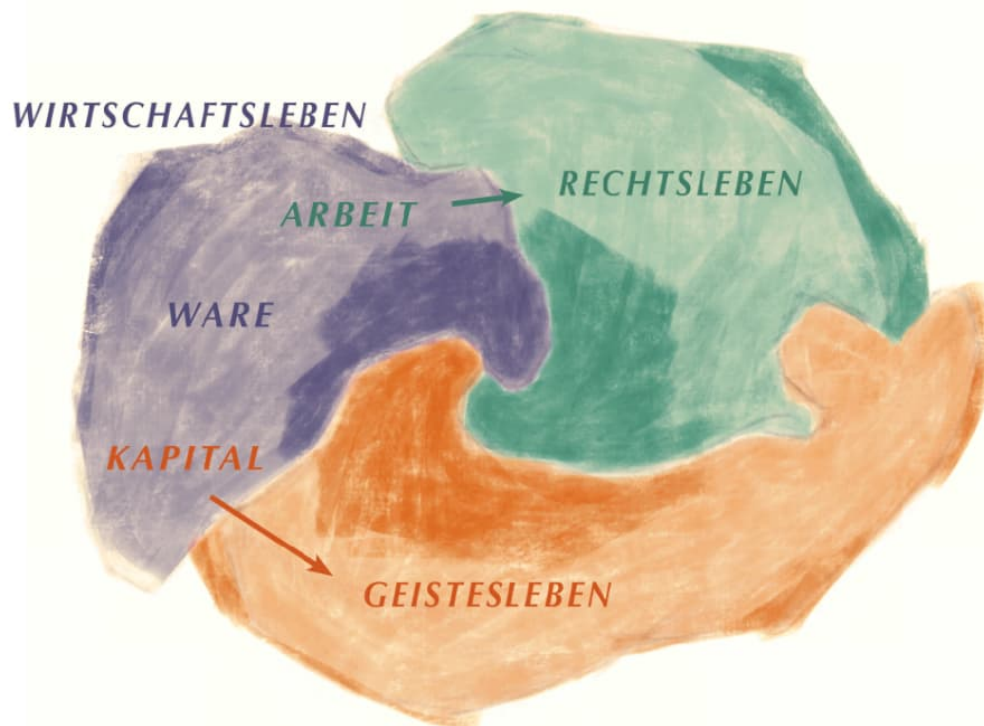 WIRTSCHAFTSLEBEN
RECHTSLEBEN
ARBEIT
WARE
KAPITAL
GEISTESLEBEN